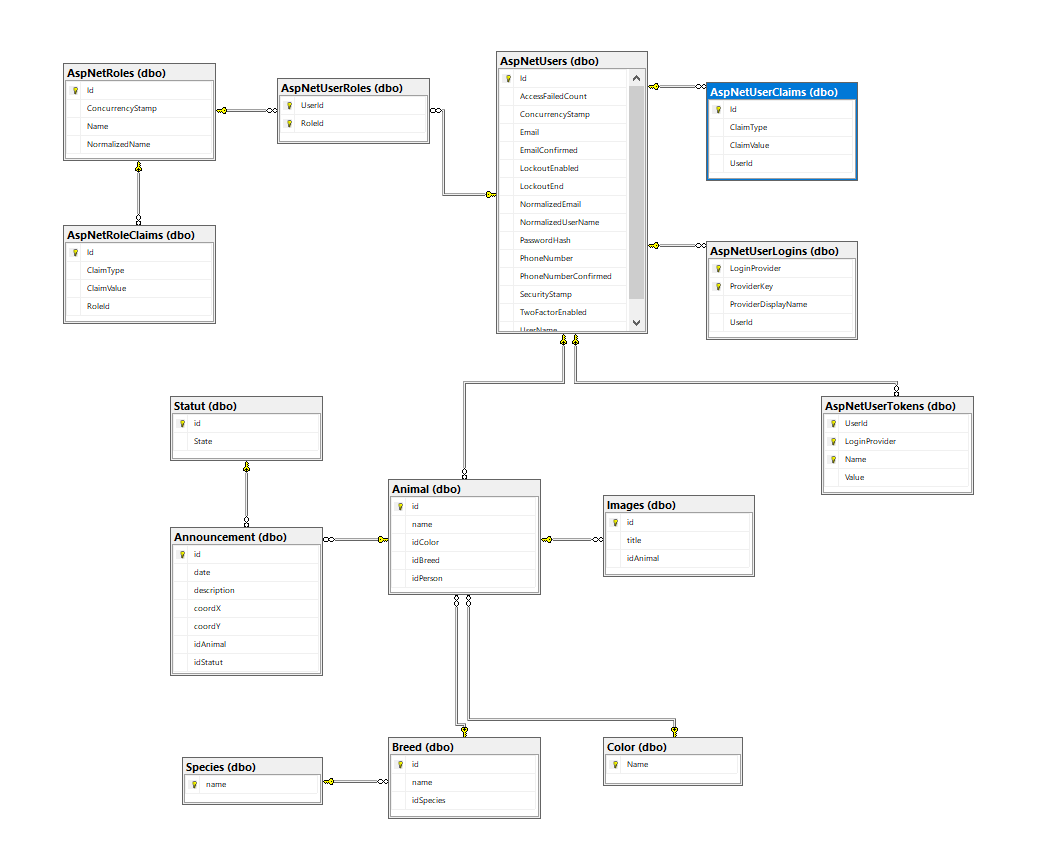 AspNetRoles (dbo)
Id
ConcurrencyStamp
Name
NormalizedName
AspNetUserRoles (dbo)
UserId
RoleId
AspNetUsers (dbo)
Id
AccessFailedCount
ConcurrencyStamp
Email
EmailConfirmed
LockoutEnabled
LockoutEnd
NormalizedEmail
NormalizedUserName
PasswordHash
PhoneNumber
PhoneNumberConfirmed
SecurityStamp
TwoFactorEnabled
UserName
AspNetUserClaims (dbo)
Id
ClaimType
ClaimValue
UserId
AspNetRoleClaims (dbo)
Id
ClaimType
ClaimValue
RoleId
AspNetUserLogins (dbo)
LoginProvider
ProviderKey
ProviderDisplayName
UserId
Statut (dbo)
id
State
AspNetUserTokens (dbo)
UserId
LoginProvider
Name
Value
Animal (dbo)
id
name
idColor
idBreed
idPerson
Images (dbo)
id
title
idAnimal
Announcement (dbo)
id
date
description
coordX
coordY
idAnimal
idStatut
Species (dbo)
name
Breed (dbo)
id
name
idSpecies
Color (dbo)
Name